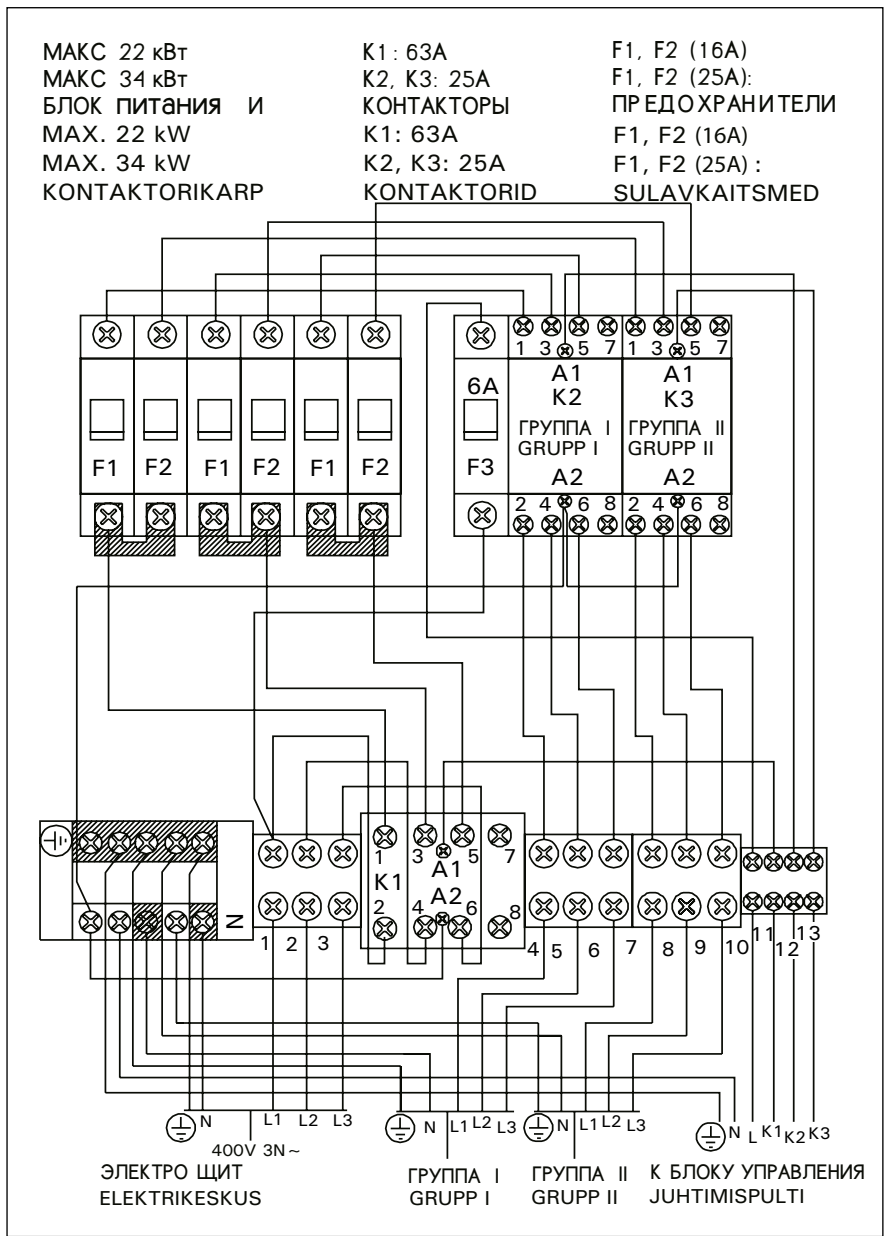 МАКС 22 кВт
МАКС 34 кВт
БЛОК питания И
MAX. 22 kW
MAX. 34 kW
KONTAKTORIKARP
K1 : 63A
K2, K3: 25A
КОНТАКТОРЫ
K1: 63A
K2, K3: 25A
KONTAKTORID
F1, F2 (16A)
F1, F2 (25A):
ПРЕДОХРАНИТЕЛИ
F1, F2 (16A)
F1, F2 (25A) :
SULAVKAITSMED
F1 F2 F1 F2 F1 F2
6A
F3
1 3 5 7 1 3 5 7
A1 A1
K2 K3
ГРУППА I ГРУППА II
GRUPP I GRUPP II
A2 A2
2 4 6 8 2 4 6 8
1 3 5 7
A1
K1
A2
2 4 6 8
N
1 2 3 4 5 6 7 8 9 10 11 12 13
N L1 L2 L3
400V 3N~
ЭЛЕКТРО ЩИТ
ELEKTRIKESKUS
N L1 L2 L3
ГРУППА I
GRUPP I
N L1 L2 L3
ГРУППА II
GRUPP II
N L K1 K2 K3
К БЛОКУ УПРАВЛЕНИЯ
JUHTIMISPULTI